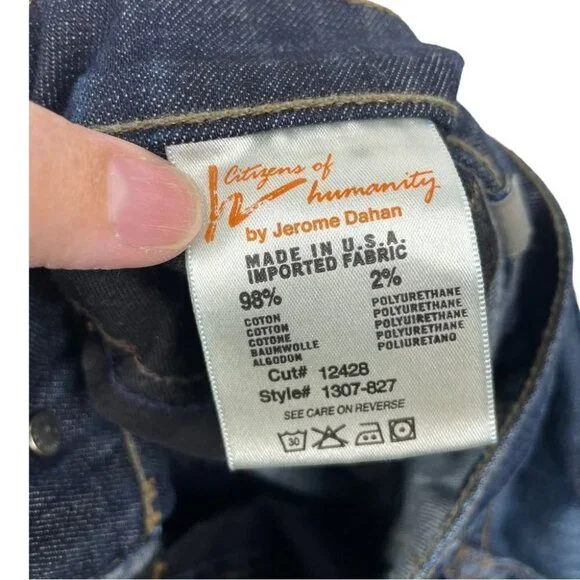 Citizens of
humanity
by Jerome Dahan
MADE IN U.S.A.
IMPORTED FABRIC
98% 2%
COTON POLYURETHANE
COTTON POLYURETHANE
COTONE POLYUIRETHANE
BAUMWOLLE POLYURETHANE
ALGODON POLIURETANO
Cut# 12428
Style# 1307-827
SEE CARE ON REVERSE
30